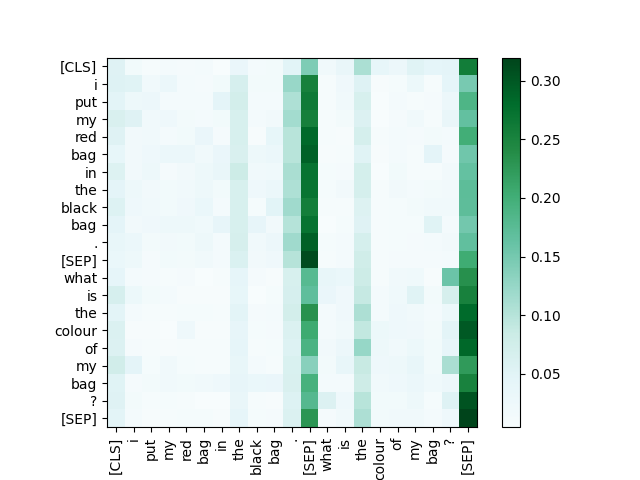 [CLS]
i
put
my
red
bag
in
the
black
bag
.
[SEP]
what
is
the
colour
of
my
bag
?
[SEP]
[CLS]
i
put
my
red
bag
in
the
black
bag
.
[SEP]
what
is
the
colour
of
my
bag
?
[SEP]
0.30
0.25
0.20
0.15
0.10
0.05